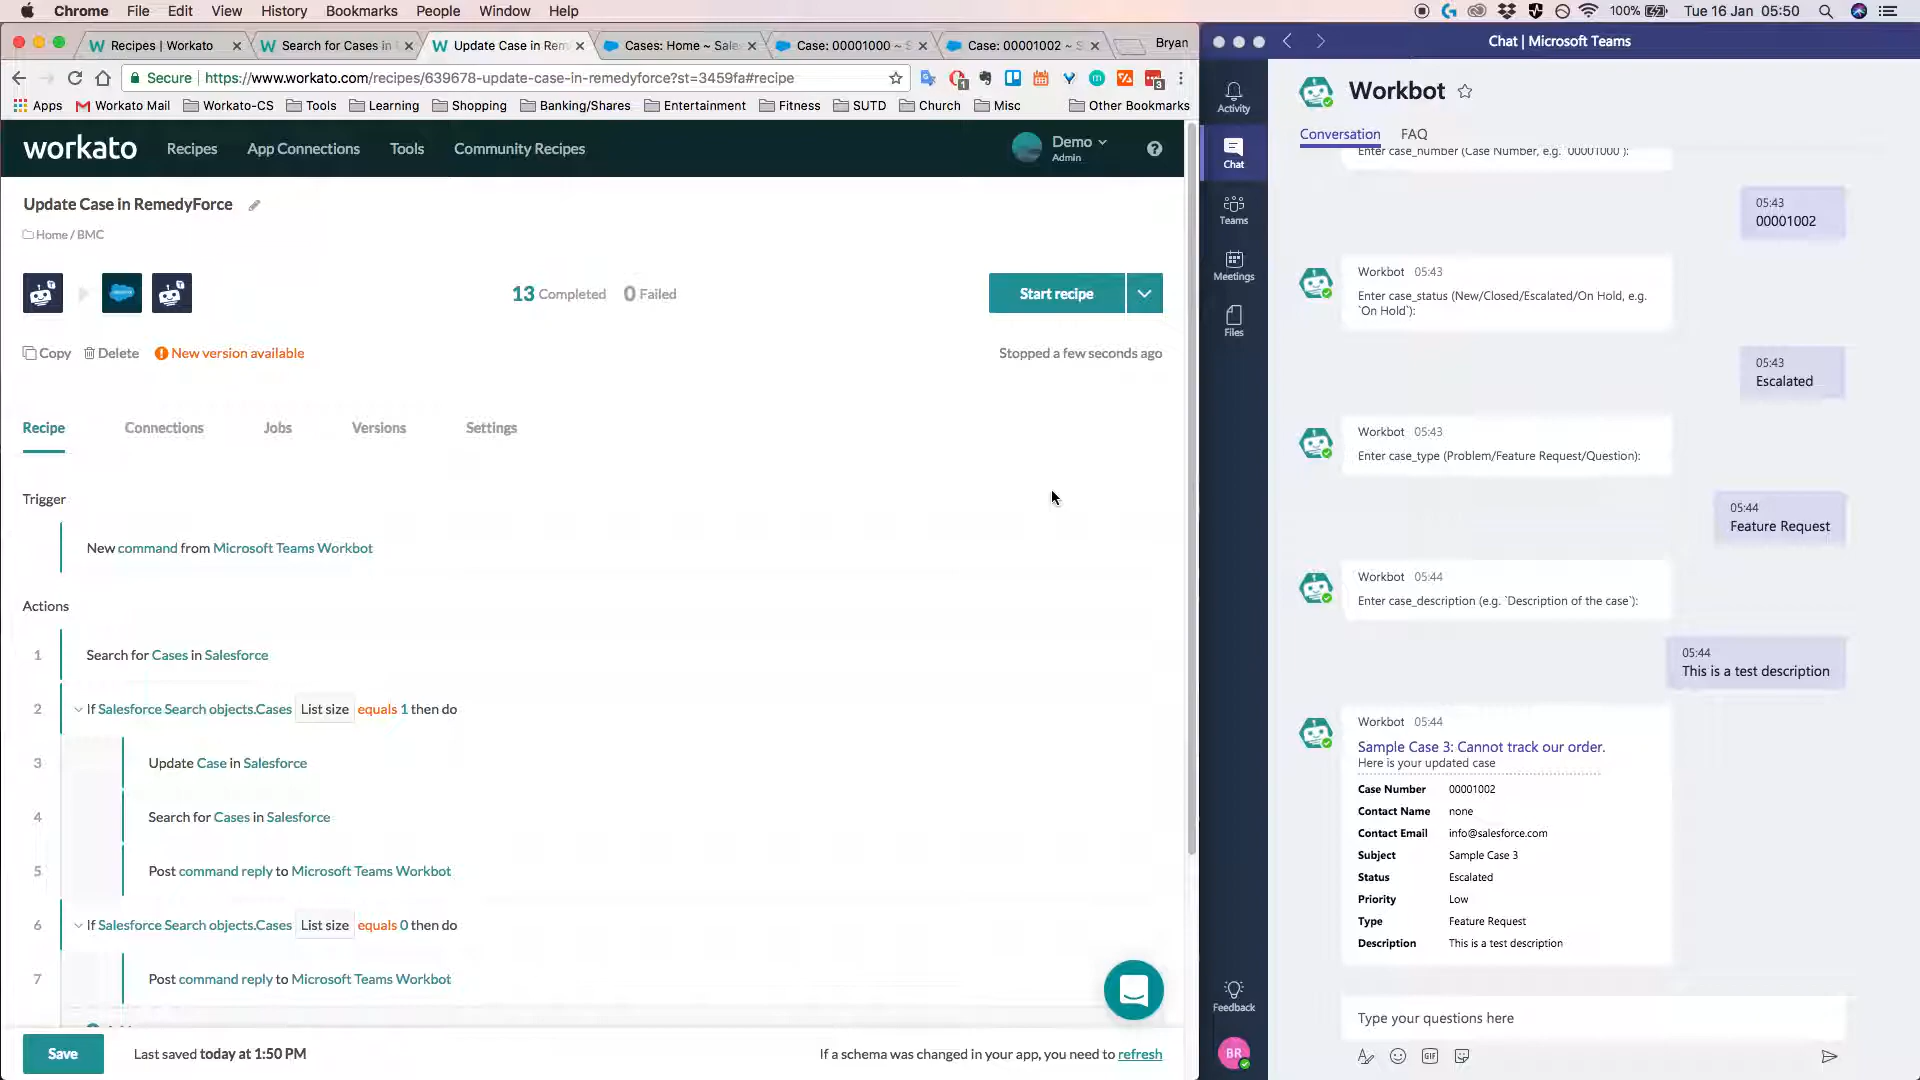 Chrome File Edit View History Bookmarks People Window Help
100% Tue 16 Jan 05:50
Recipes | Workato
Search for Cases in
Update Case in Rem
Cases: Home ~ Sale
Case: 00001000 ~ S
Case: 00001002 ~ S
Bryan
Secure https://www.workato.com/recipes/639678-update-case-in-remedyforce?st=3459fa#recipe
Apps Workato Mail Workato-CS Tools Learning Shopping Banking/Shares Entertainment Fitness SUTD Church Misc Other Bookmarks
workato Recipes App Connections Tools Community Recipes
Demo
Admin
Update Case in RemedyForce
Home / BMC
13 Completed 0 Failed
Start recipe
Copy Delete New version available
Stopped a few seconds ago
Recipe Connections Jobs Versions Settings
Trigger
New command from Microsoft Teams Workbot
Actions
1 Search for Cases in Salesforce
2 If Salesforce Search objects.Cases List size equals 1 then do
3 Update Case in Salesforce
4 Search for Cases in Salesforce
5 Post command reply to Microsoft Teams Workbot
6 If Salesforce Search objects.Cases List size equals 0 then do
7 Post command reply to Microsoft Teams Workbot
Save Last saved today at 1:50 PM
If a schema was changed in your app, you need to refresh
Chat | Microsoft Teams
Activity
Chat
Teams
Meetings
Files
Feedback
BR
Workbot
Conversation FAQ
Enter case_number (Case Number, e.g. `00001000`):
05:43
00001002
Workbot 05:43
Enter case_status (New/Closed/Escalated/On Hold, e.g.
`On Hold`):
05:43
Escalated
Workbot 05:43
Enter case_type (Problem/Feature Request/Question):
05:44
Feature Request
Workbot 05:44
Enter case_description (e.g. `Description of the case`):
05:44
This is a test description
Workbot 05:44
Sample Case 3: Cannot track our order.
Here is your updated case
Case Number 00001002
Contact Name none
Contact Email info@salesforce.com
Subject Sample Case 3
Status Escalated
Priority Low
Type Feature Request
Description This is a test description
Type your questions here
GIF